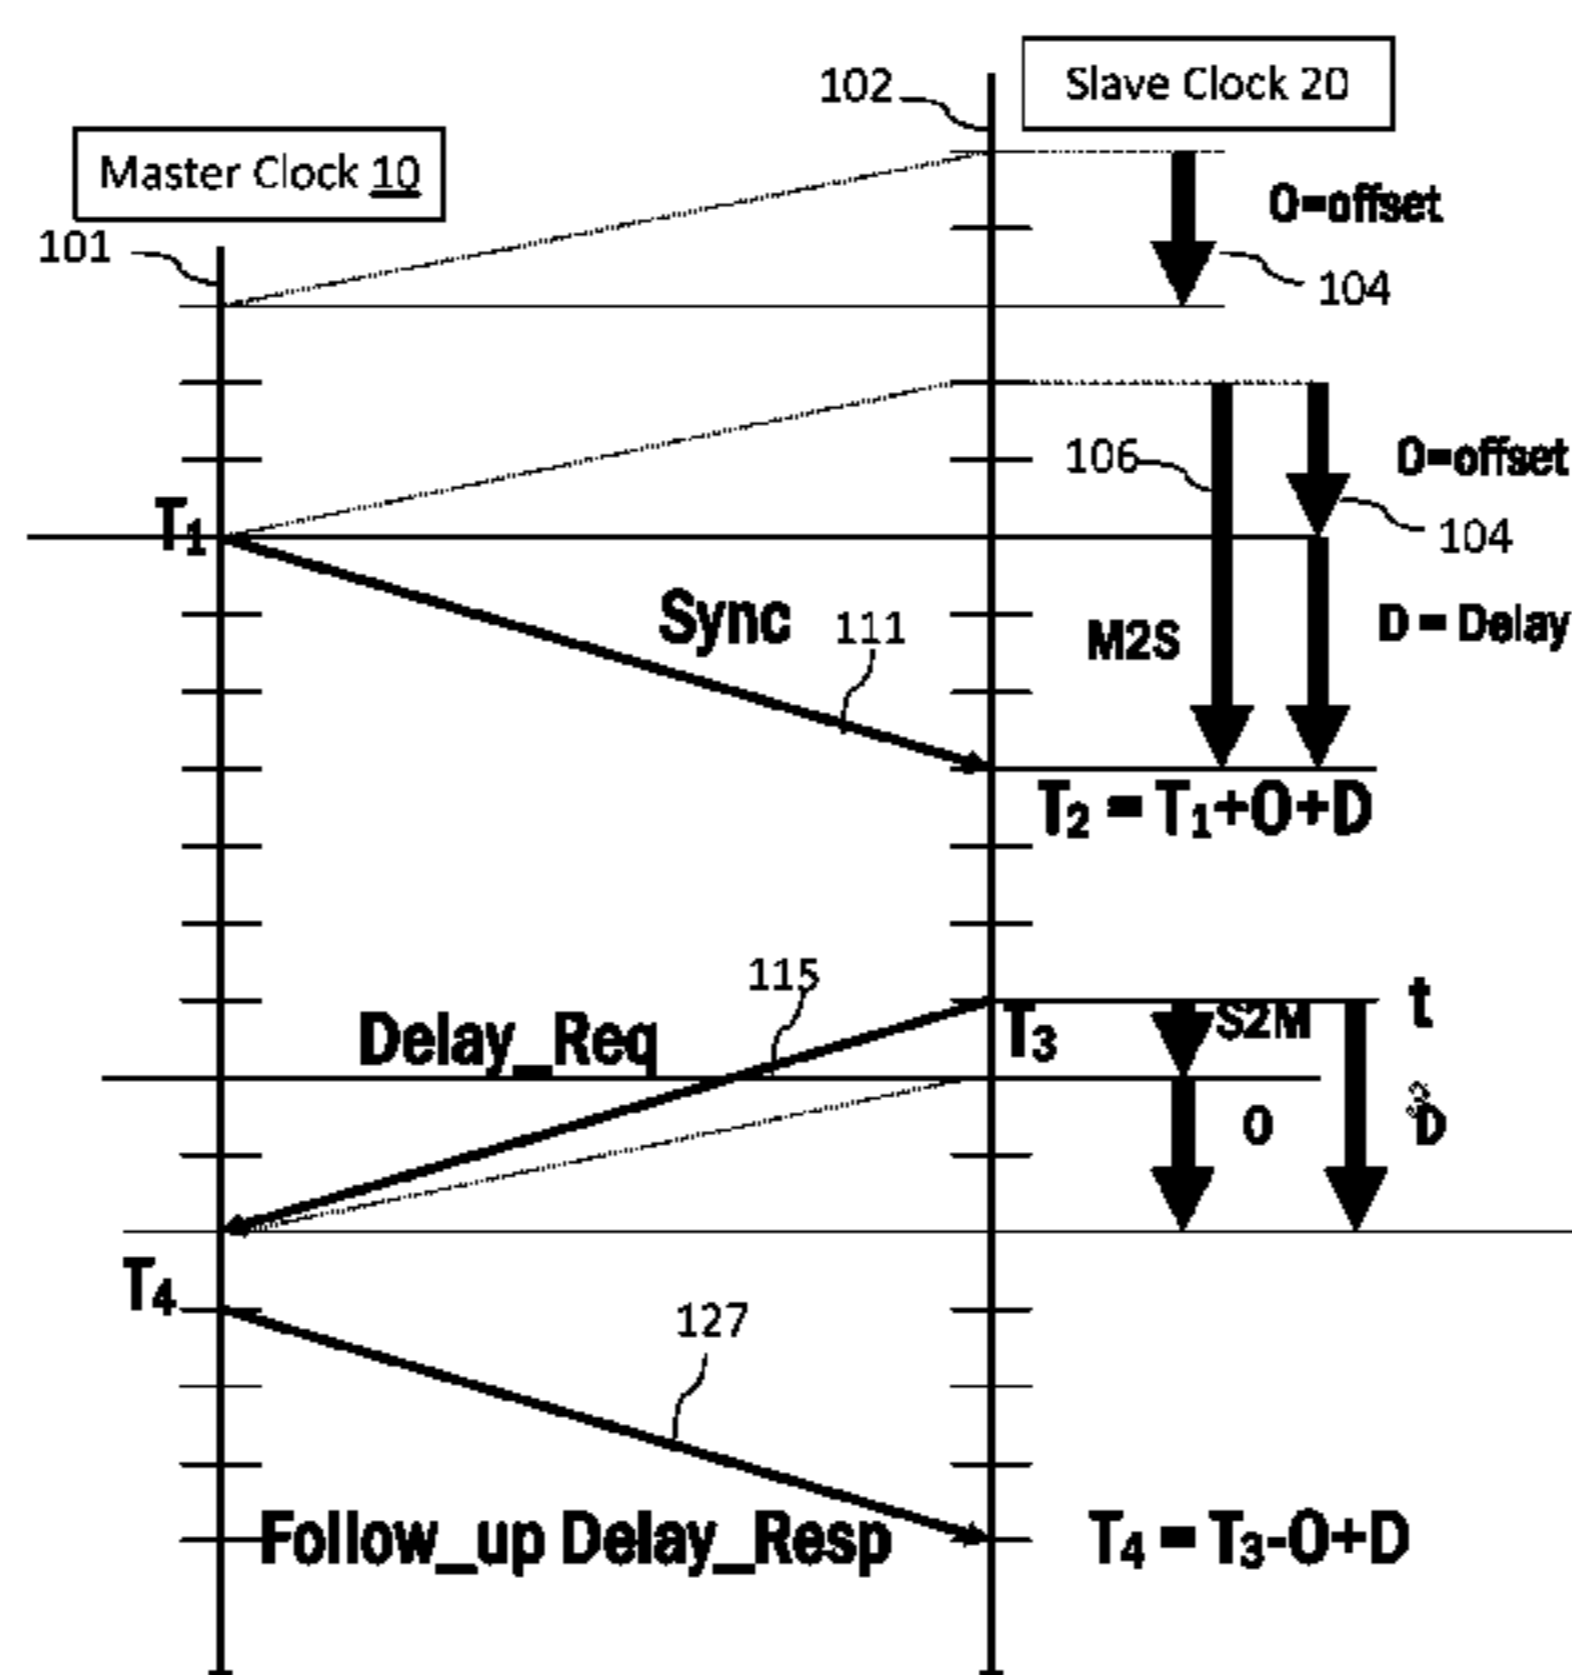 102
Slave Clock 20
Master Clock 10
101
O=offset
104
106
O=offset
T1
104
Sync
111
M2S
D = Delay
T2 = T1+O+D
115
t
Delay_Req
T3
S2M
O
D
T4
127
Follow_up Delay_Resp
T4 = T3-O+D